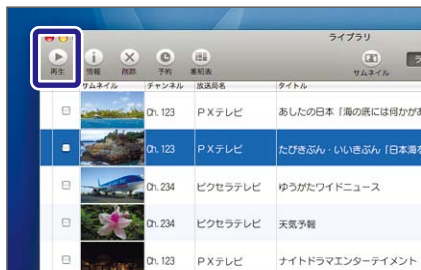 ライブラリ
再生 情報 削除 予約 番組表 サムネイル
サムネイル チャンネル 放送局名 タイトル
Ch. 123 PXテレビ あしたの日本「海の底には何かが
Ch. 123 PXテレビ たびきぶん・いいきぶん「日本海を
Ch. 234 ピクセラテレビ ゆうがたワイドニュース
Ch. 234 ピクセラテレビ 天気予報
Ch. 123 PXテレビ ナイトドラマエンターテイメント